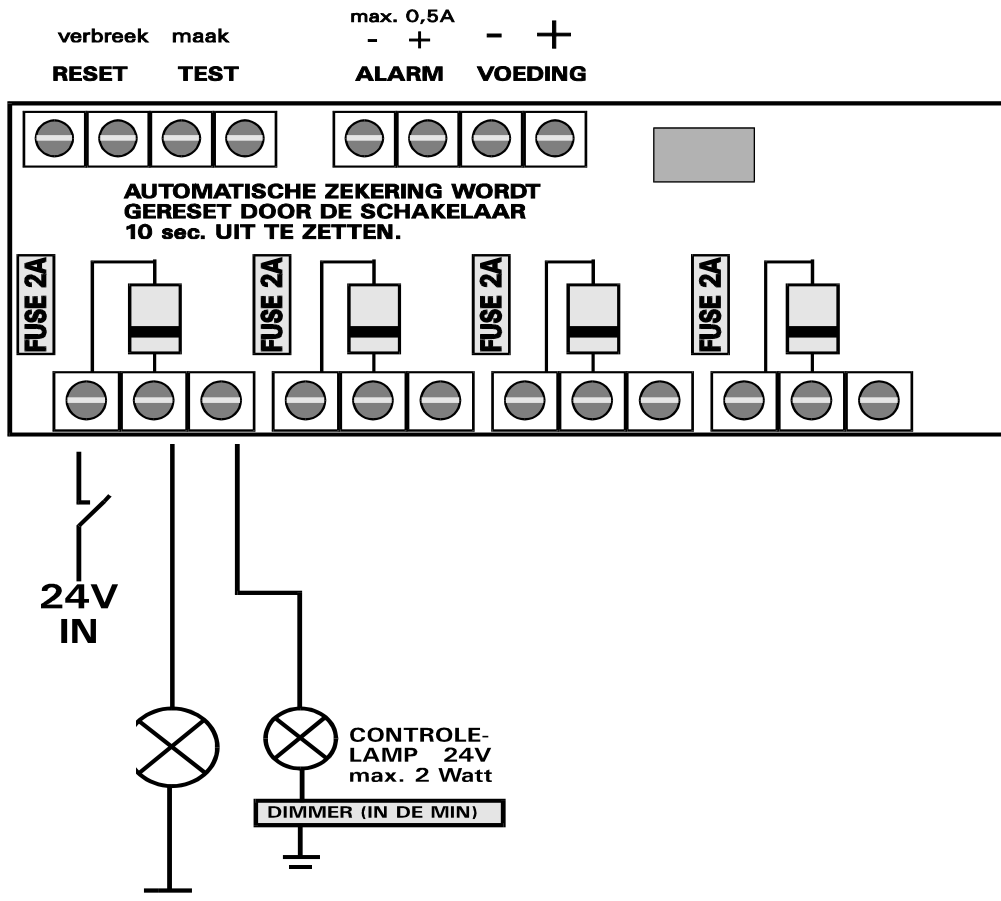 max. 0,5A
verbreek maak - + - +
RESET TEST ALARM VOEDING
AUTOMATISCHE ZEKERING WORDT
GERESET DOOR DE SCHAKELAAR
10 sec. UIT TE ZETTEN.
FUSE 2A FUSE 2A FUSE 2A FUSE 2A
24V
IN
CONTROLE-
LAMP 24V
max. 2 Watt
DIMMER (IN DE MIN)